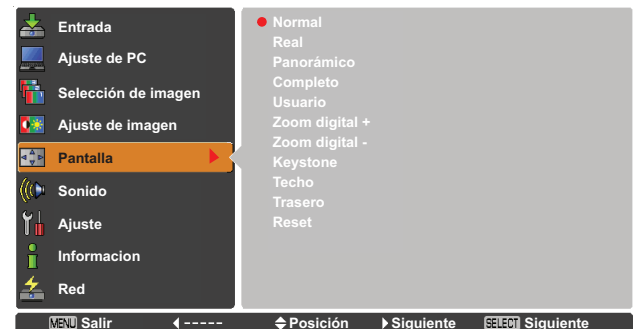 Entrada
Ajuste de PC
Selección de imagen
Ajuste de imagen
Pantalla
Sonido
Ajuste
Informacion
Red
Normal
Real
Panorámico
Completo
Usuario
Zoom digital +
Zoom digital -
Keystone
Techo
Trasero
Reset
MENU Salir ----- Posición Siguiente SELECT Siguiente